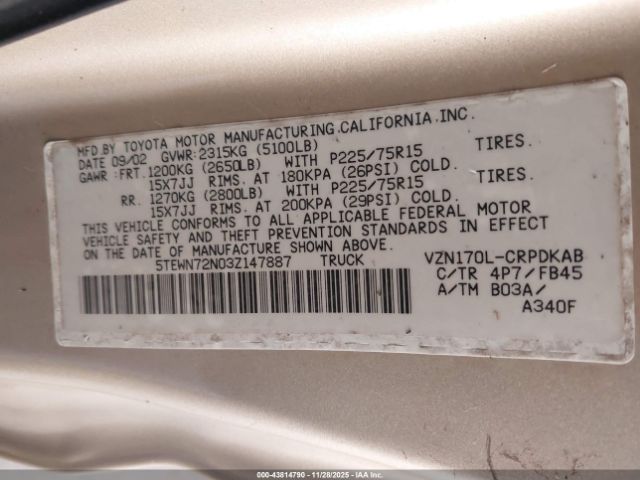 MFD.BY TOYOTA MOTOR MANUFACTURING,CALIFORNIA,INC.
DATE 09/02 GVWR:2315KG (5100LB)
GAWR:FRT.1200KG (2650LB) WITH P225/75R15 TIRES.
15X7JJ RIMS. AT 180KPA (26PSI) COLD.
RR. 1270KG (2800LB) WITH P225/75R15 TIRES.
15X7JJ RIMS. AT 200KPA (29PSI) COLD.
THIS VEHICLE CONFORMS TO ALL APPLICABLE FEDERAL MOTOR
VEHICLE SAFETY AND THEFT PREVENTION STANDARDS IN EFFECT
ON THE DATE OF MANUFACTURE SHOWN ABOVE.
5TEWN72N03Z147887 TRUCK VZN170L-CRPDKAB
C/TR 4P7/FB45
A/TM B03A/
A340F
00-43814790 | 11/28/2025 | IAA Inc.